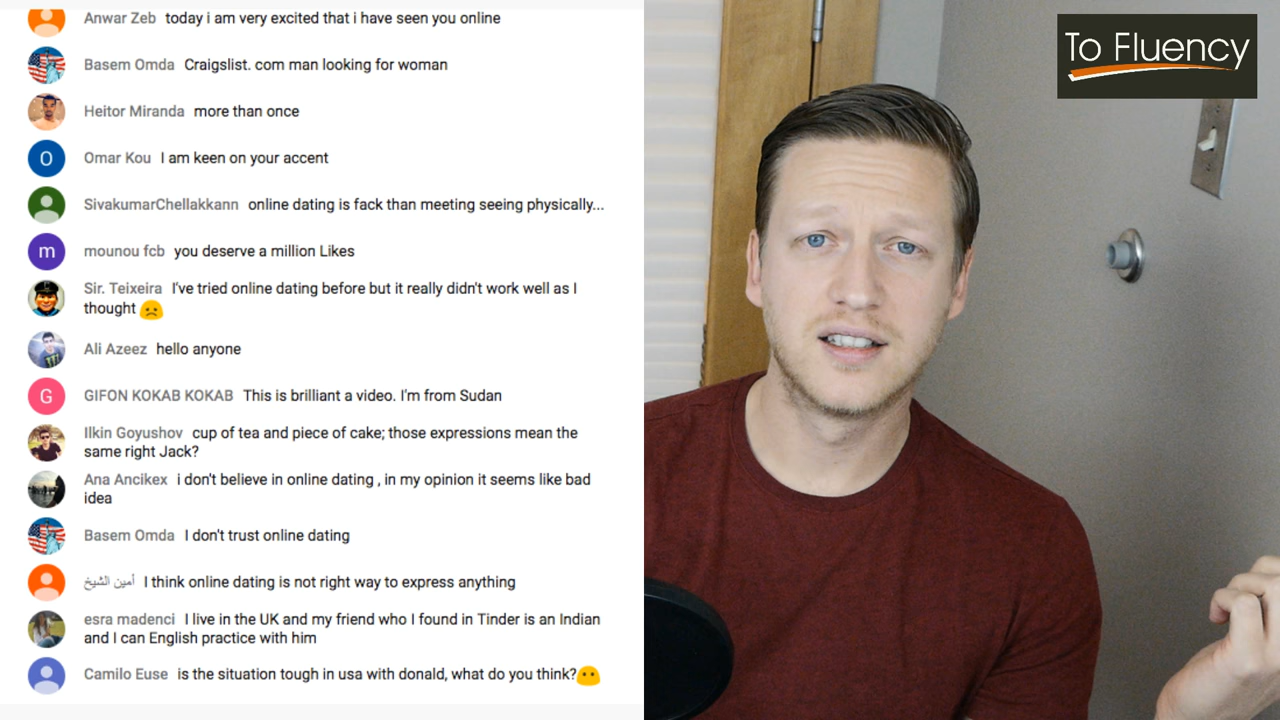 Anwar Zeb today i am very excited that i have seen you online
Basem Omda Craigslist. com man looking for woman
Heitor Miranda more than once
O Omar Kou I am keen on your accent
SivakumarChellakkann online dating is fack than meeting seeing physically...
m mounou fcb you deserve a million Likes
Sir. Teixeira I've tried online dating before but it really didn't work well as I
thought ☹️
Ali Azeez hello anyone
G GIFON KOKAB KOKAB This is brilliant a video. I'm from Sudan
Ilkin Goyushov cup of tea and piece of cake; those expressions mean the
same right Jack?
Ana Ancikex i don't believe in online dating , in my opinion it seems like bad
idea
Basem Omda I don't trust online dating
أمين الشيخ I think online dating is not right way to express anything
esra madenci I live in the UK and my friend who I found in Tinder is an Indian
and I can English practice with him
Camilo Euse is the situation tough in usa with donald, what do you think?😶
To Fluency